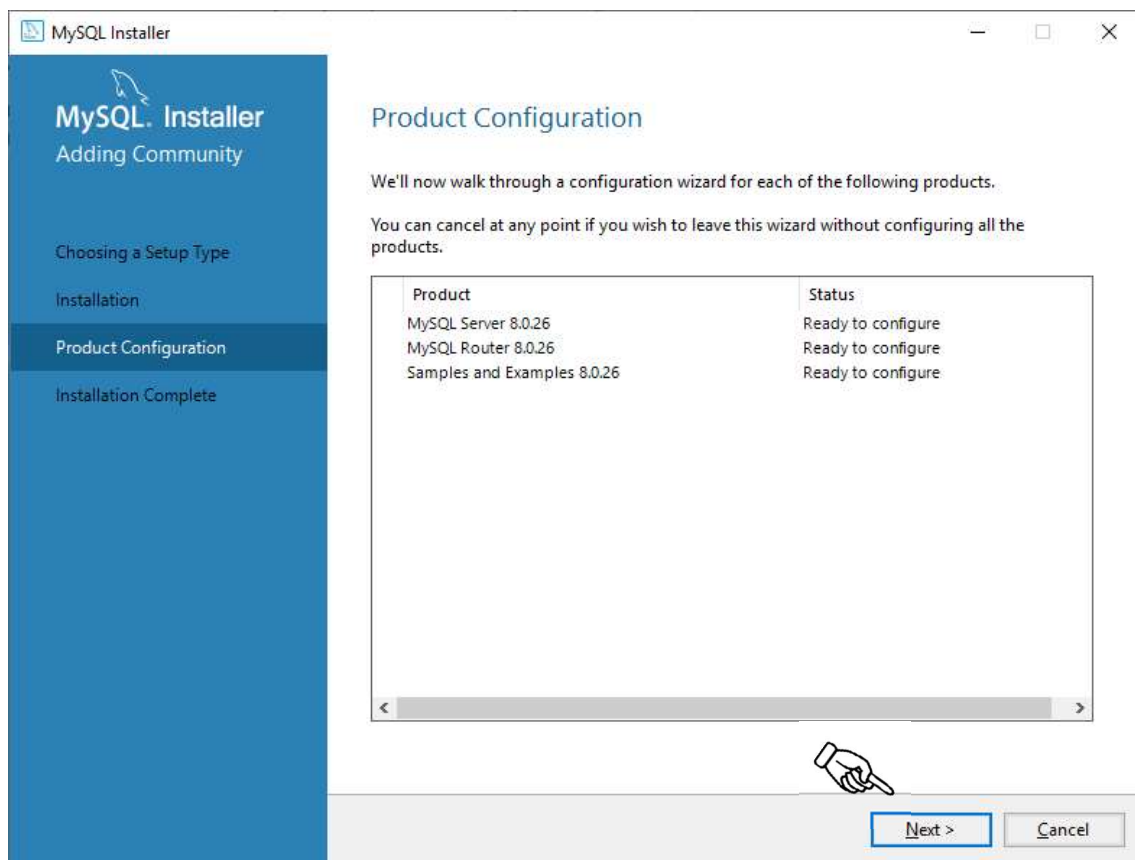 MySQL Installer
MySQL. Installer
Adding Community
Choosing a Setup Type
Installation
Product Configuration
Installation Complete
Product Configuration
We'll now walk through a configuration wizard for each of the following products.
You can cancel at any point if you wish to leave this wizard without configuring all the
products.
Product Status
MySQL Server 8.0.26 Ready to configure
MySQL Router 8.0.26 Ready to configure
Samples and Examples 8.0.26 Ready to configure
Next > Cancel